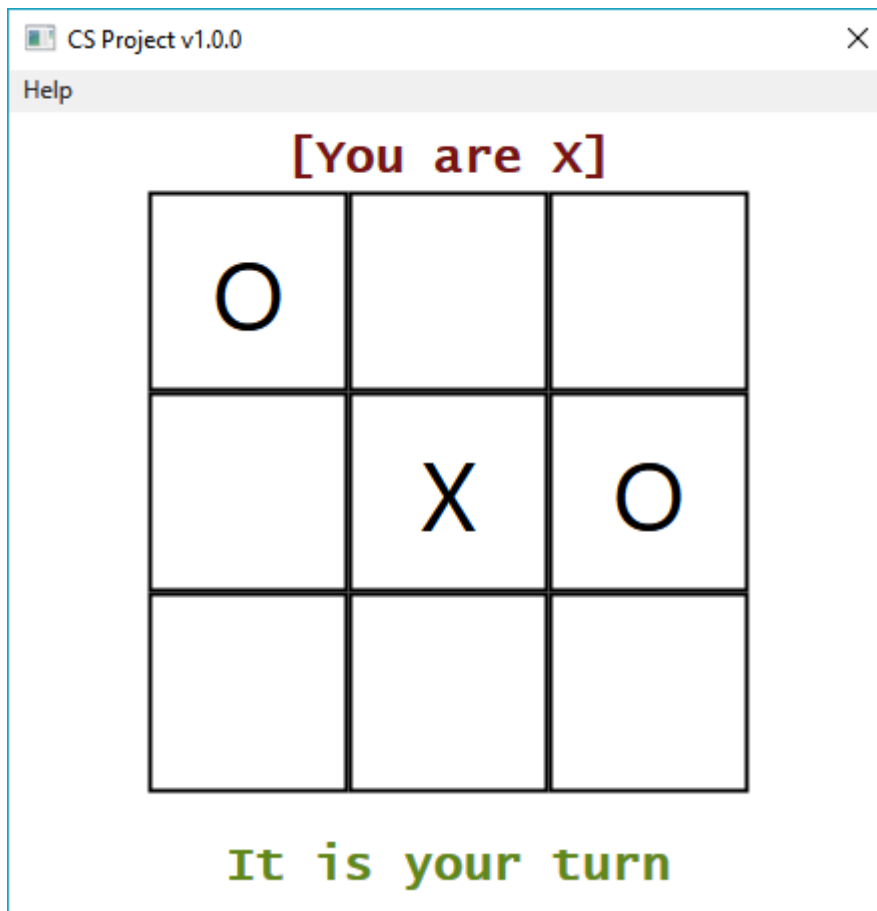 CS Project v1.0.0
Help
[You are X]
O
X O
It is your turn